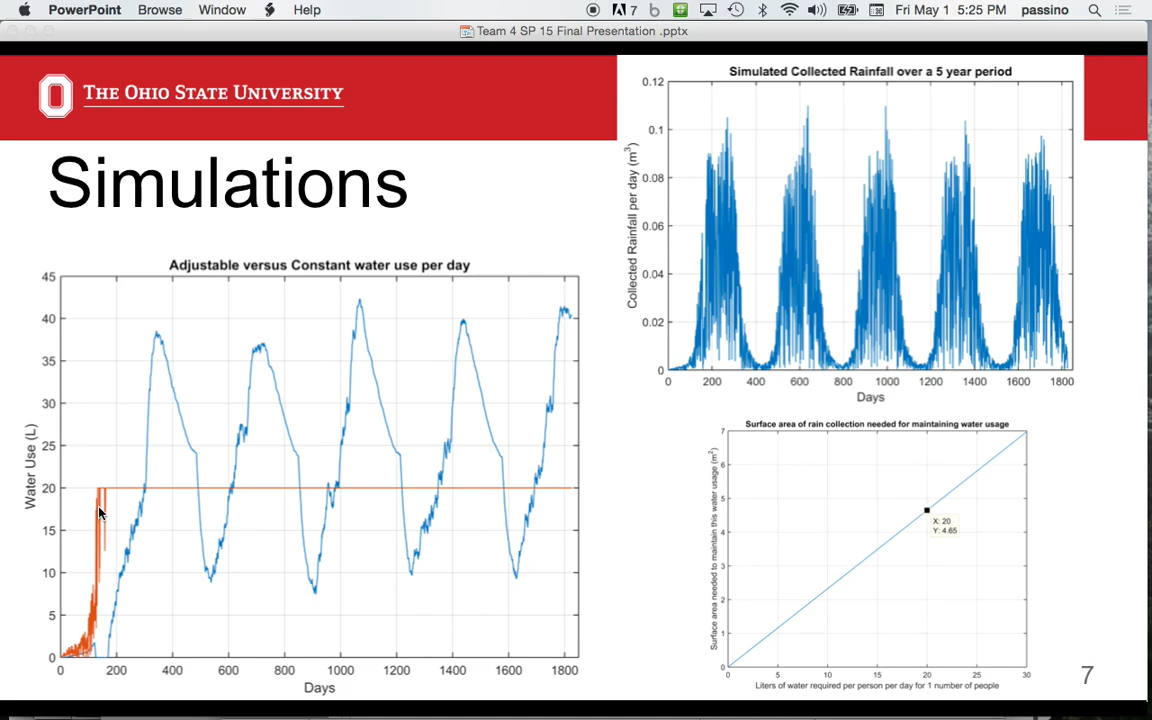 PowerPoint Browse Window Help 7 Fri May 1 5:25 PM passino
Team 4 SP 15 Final Presentation .pptx
THE OHIO STATE UNIVERSITY
Simulations
Simulated Collected Rainfall over a 5 year period
Collected Rainfall per day (m³)
0.12
0.1
0.08
0.06
0.04
0.02
0
0 200 400 600 800 1000 1200 1400 1600 1800
Days
Adjustable versus Constant water use per day
Water Use (L)
45
40
35
30
25
20
15
10
5
0
0 200 400 600 800 1000 1200 1400 1600 1800
Days
Surface area of rain collection needed for maintaining water usage
Surface area needed to maintain this water usage (m²)
7
6
5
4
3
2
1
0
X: 20
Y: 4.65
0 5 10 15 20 25 30
Liters of water required per person per day for 1 number of people
7